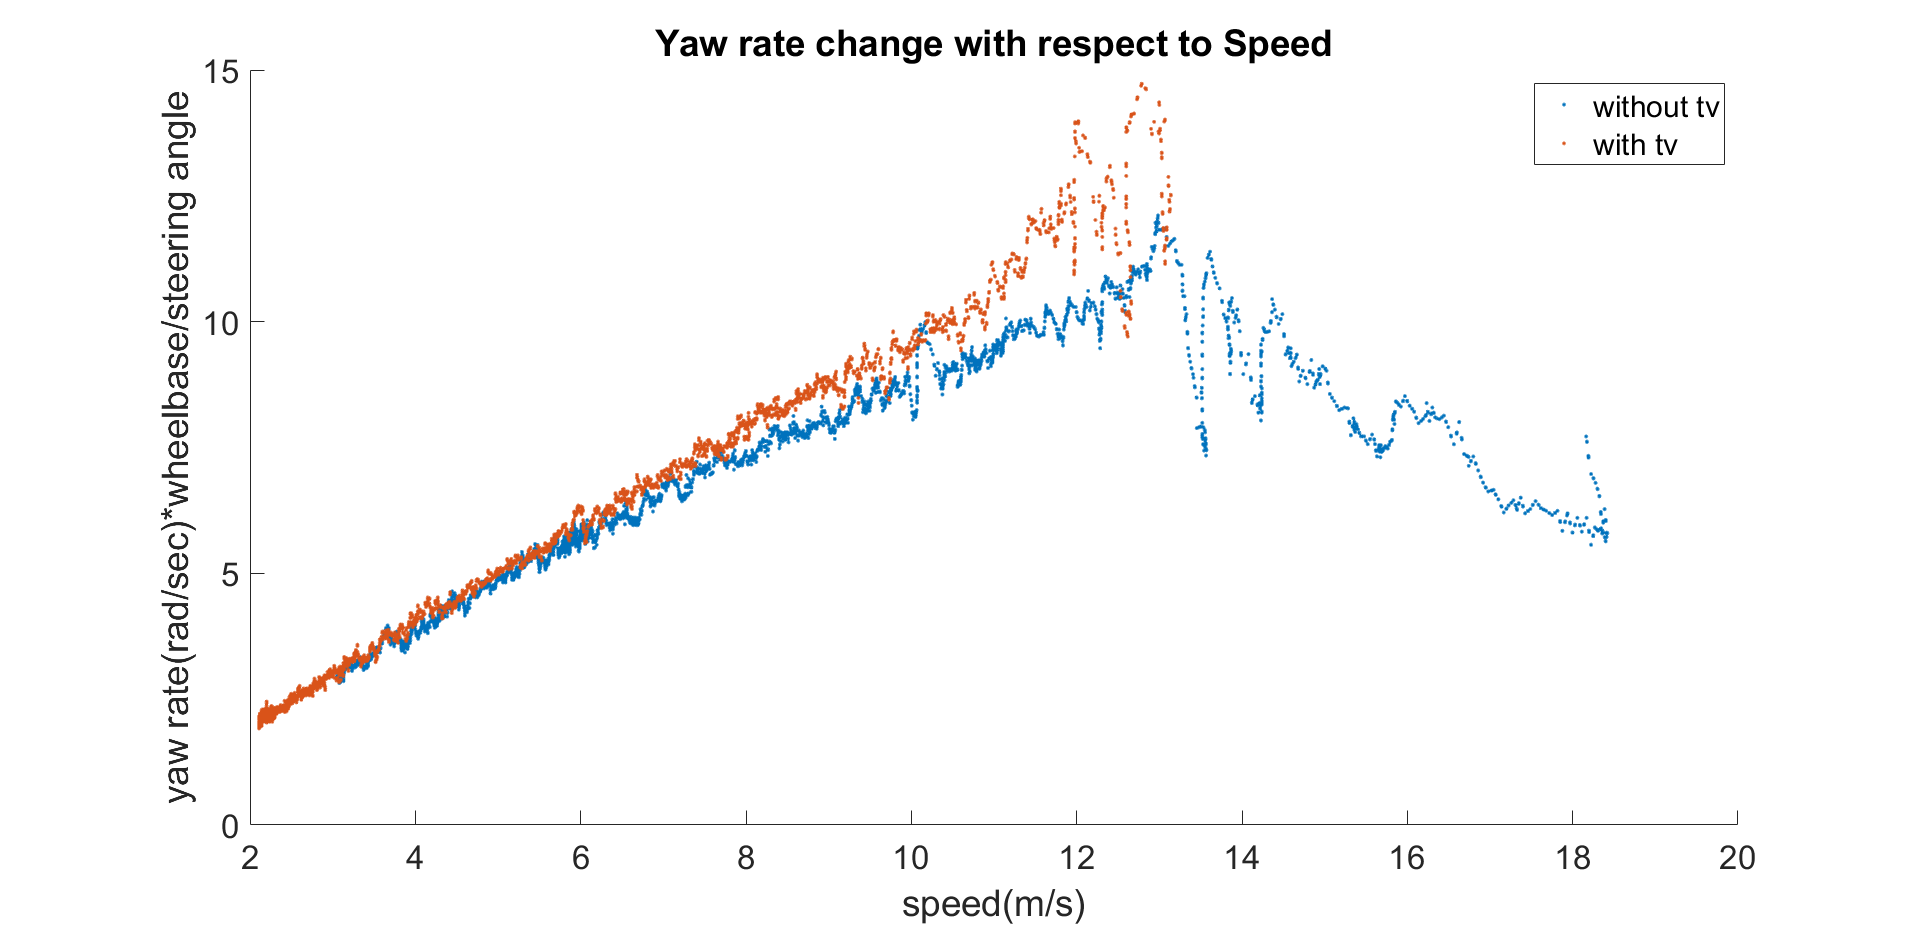 Yaw rate change with respect to Speed
without tv
with tv
yaw rate(rad/sec)*wheelbase/steering angle
15
10
5
0
2 4 6 8 10 12 14 16 18 20
speed(m/s)